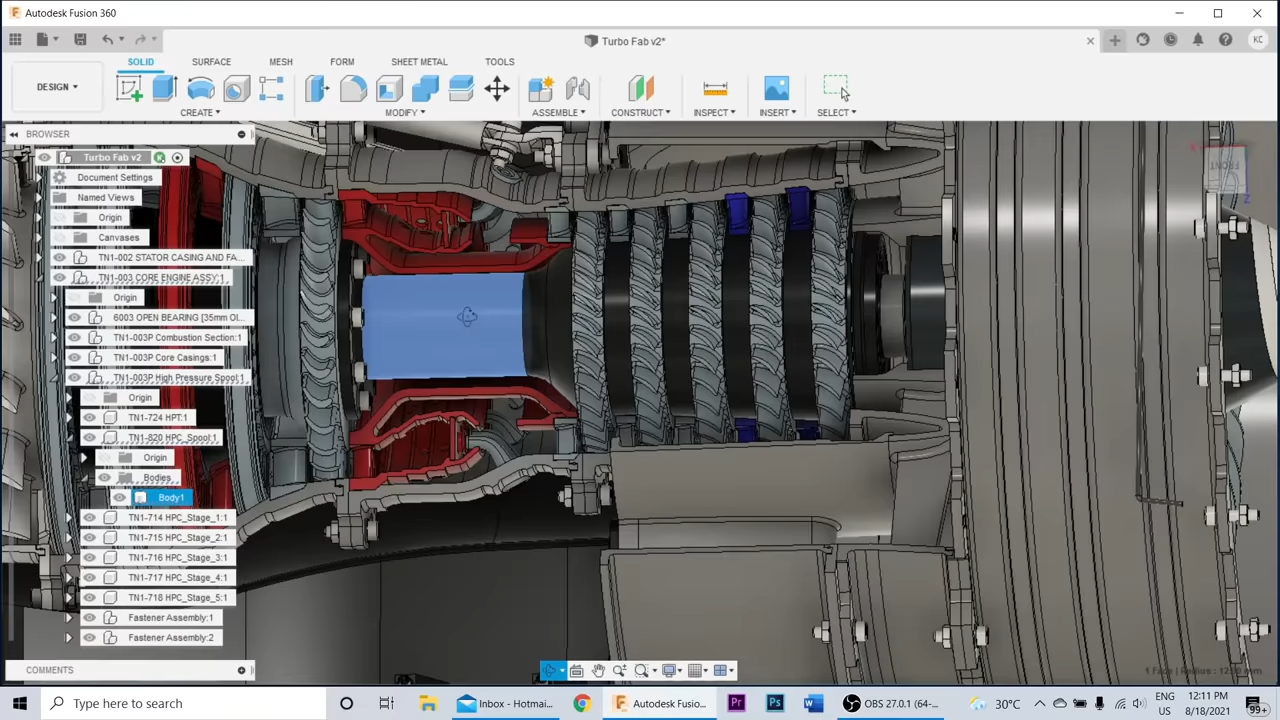 Autodesk Fusion 360
Turbo Fab v2*
KC
DESIGN
SOLID
SURFACE
MESH
FORM
SHEET METAL
TOOLS
CREATE
MODIFY
ASSEMBLE
CONSTRUCT
INSPECT
INSERT
SELECT
BROWSER
Turbo Fab v2
Document Settings
Named Views
Origin
Canvases
TN1-002 STATOR CASING AND FA...
TN1-003 CORE ENGINE ASSY:1
Origin
6003 OPEN BEARING [35mm OI...
TN1-003P Combustion Section:1
TN1-003P Core Casings:1
TN1-003P High Pressure Spool:1
Origin
TN1-724 HPT:1
TN1-820 HPC_Spool:1
Origin
Bodies
Body1
TN1-714 HPC_Stage_1:1
TN1-715 HPC_Stage_2:1
TN1-716 HPC_Stage_3:1
TN1-717 HPC_Stage_4:1
TN1-718 HPC_Stage_5:1
Fastener Assembly:1
Fastener Assembly:2
FRONT
Z
COMMENTS
Type here to search
Inbox - Hotmai...
Autodesk Fusio...
OBS 27.0.1 (64-...
30°C
ENG
US
12:11 PM
8/18/2021
99+